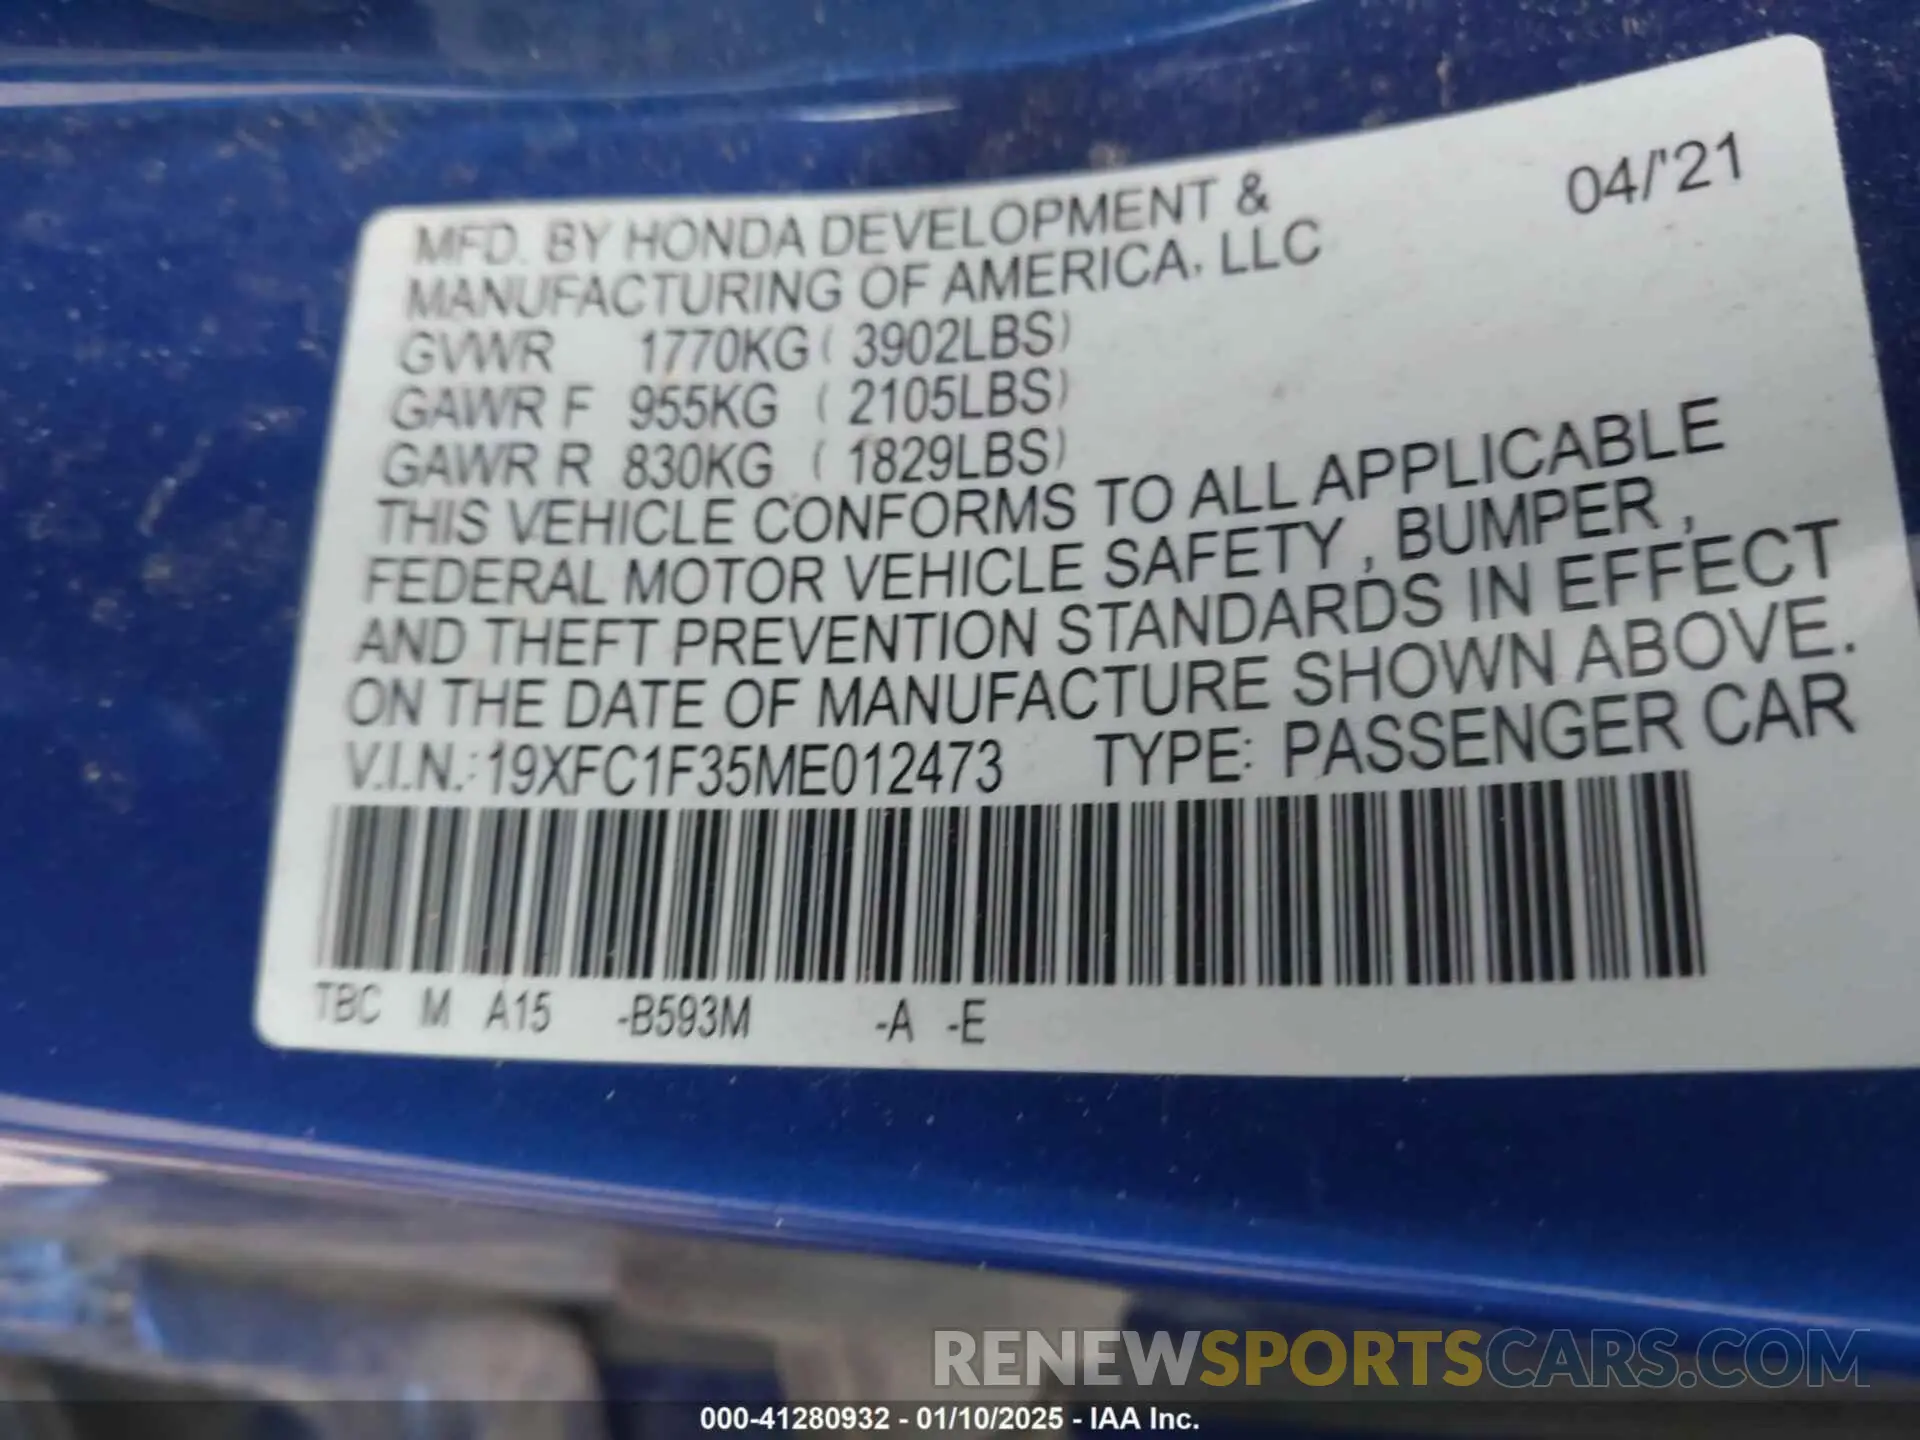 04/'21
MFD. BY HONDA DEVELOPMENT &
MANUFACTURING OF AMERICA, LLC
GVWR 1770KG ( 3902LBS)
GAWR F 955KG ( 2105LBS)
GAWR R 830KG ( 1829LBS)
THIS VEHICLE CONFORMS TO ALL APPLICABLE
FEDERAL MOTOR VEHICLE SAFETY , BUMPER ,
AND THEFT PREVENTION STANDARDS IN EFFECT
ON THE DATE OF MANUFACTURE SHOWN ABOVE.
V.I.N.: 19XFC1F35ME012473 TYPE: PASSENGER CAR
TBC M A15 -B593M -A -E
RENEWSPORTSCARS.COM
000-41280932 - 01/10/2025 - IAA Inc.